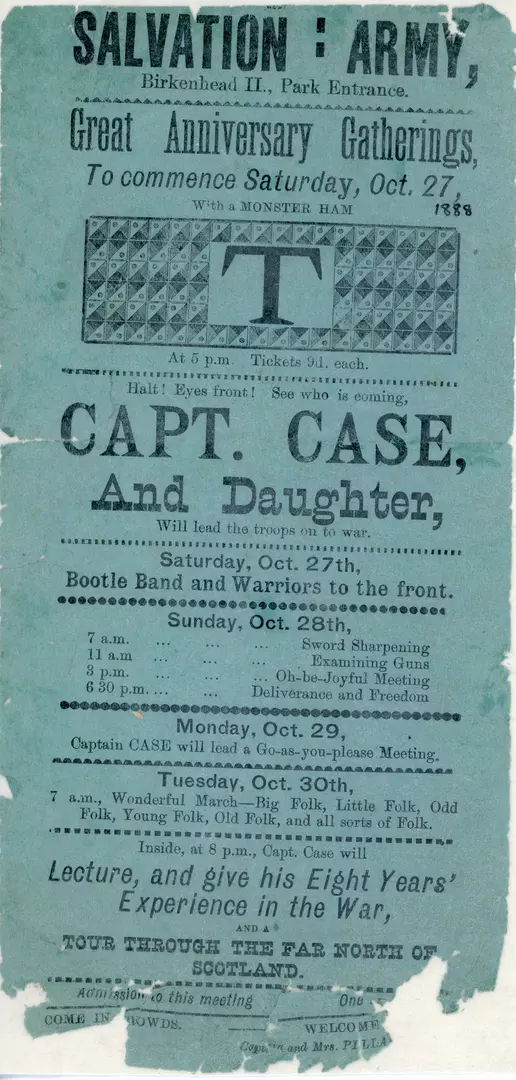 SALVATION : ARMY,
Birkenhead II., Park Entrance.
Great Anniversary Gatherings,
To commence Saturday, Oct. 27,
1888
With a MONSTER HAM
T
At 5 p.m. Tickets 9d. each.
Halt! Eyes front! See who is coming,
CAPT. CASE,
And Daughter,
Will lead the troops on to war.
Saturday, Oct. 27th,
Bootle Band and Warriors to the front.
Sunday, Oct. 28th,
7 a.m. ... ... ... Sword Sharpening
11 a.m ... ... ... Examining Guns
3 p.m. ... ... ... Oh-be-Joyful Meeting
6 30 p.m.... ... Deliverance and Freedom
Monday, Oct. 29,
Captain CASE will lead a Go-as-you-please Meeting.
Tuesday, Oct. 30th,
7 a.m., Wonderful March—Big Folk, Little Folk, Odd
Folk, Young Folk, Old Folk, and all sorts of Folk.
Inside, at 8 p.m., Capt. Case will
Lecture, and give his Eight Years'
Experience in the War,
AND A
TOUR THROUGH THE FAR NORTH OF
SCOTLAND.
Admission to this meeting One
COME IN ROWDS. WELCOME
and Mrs.